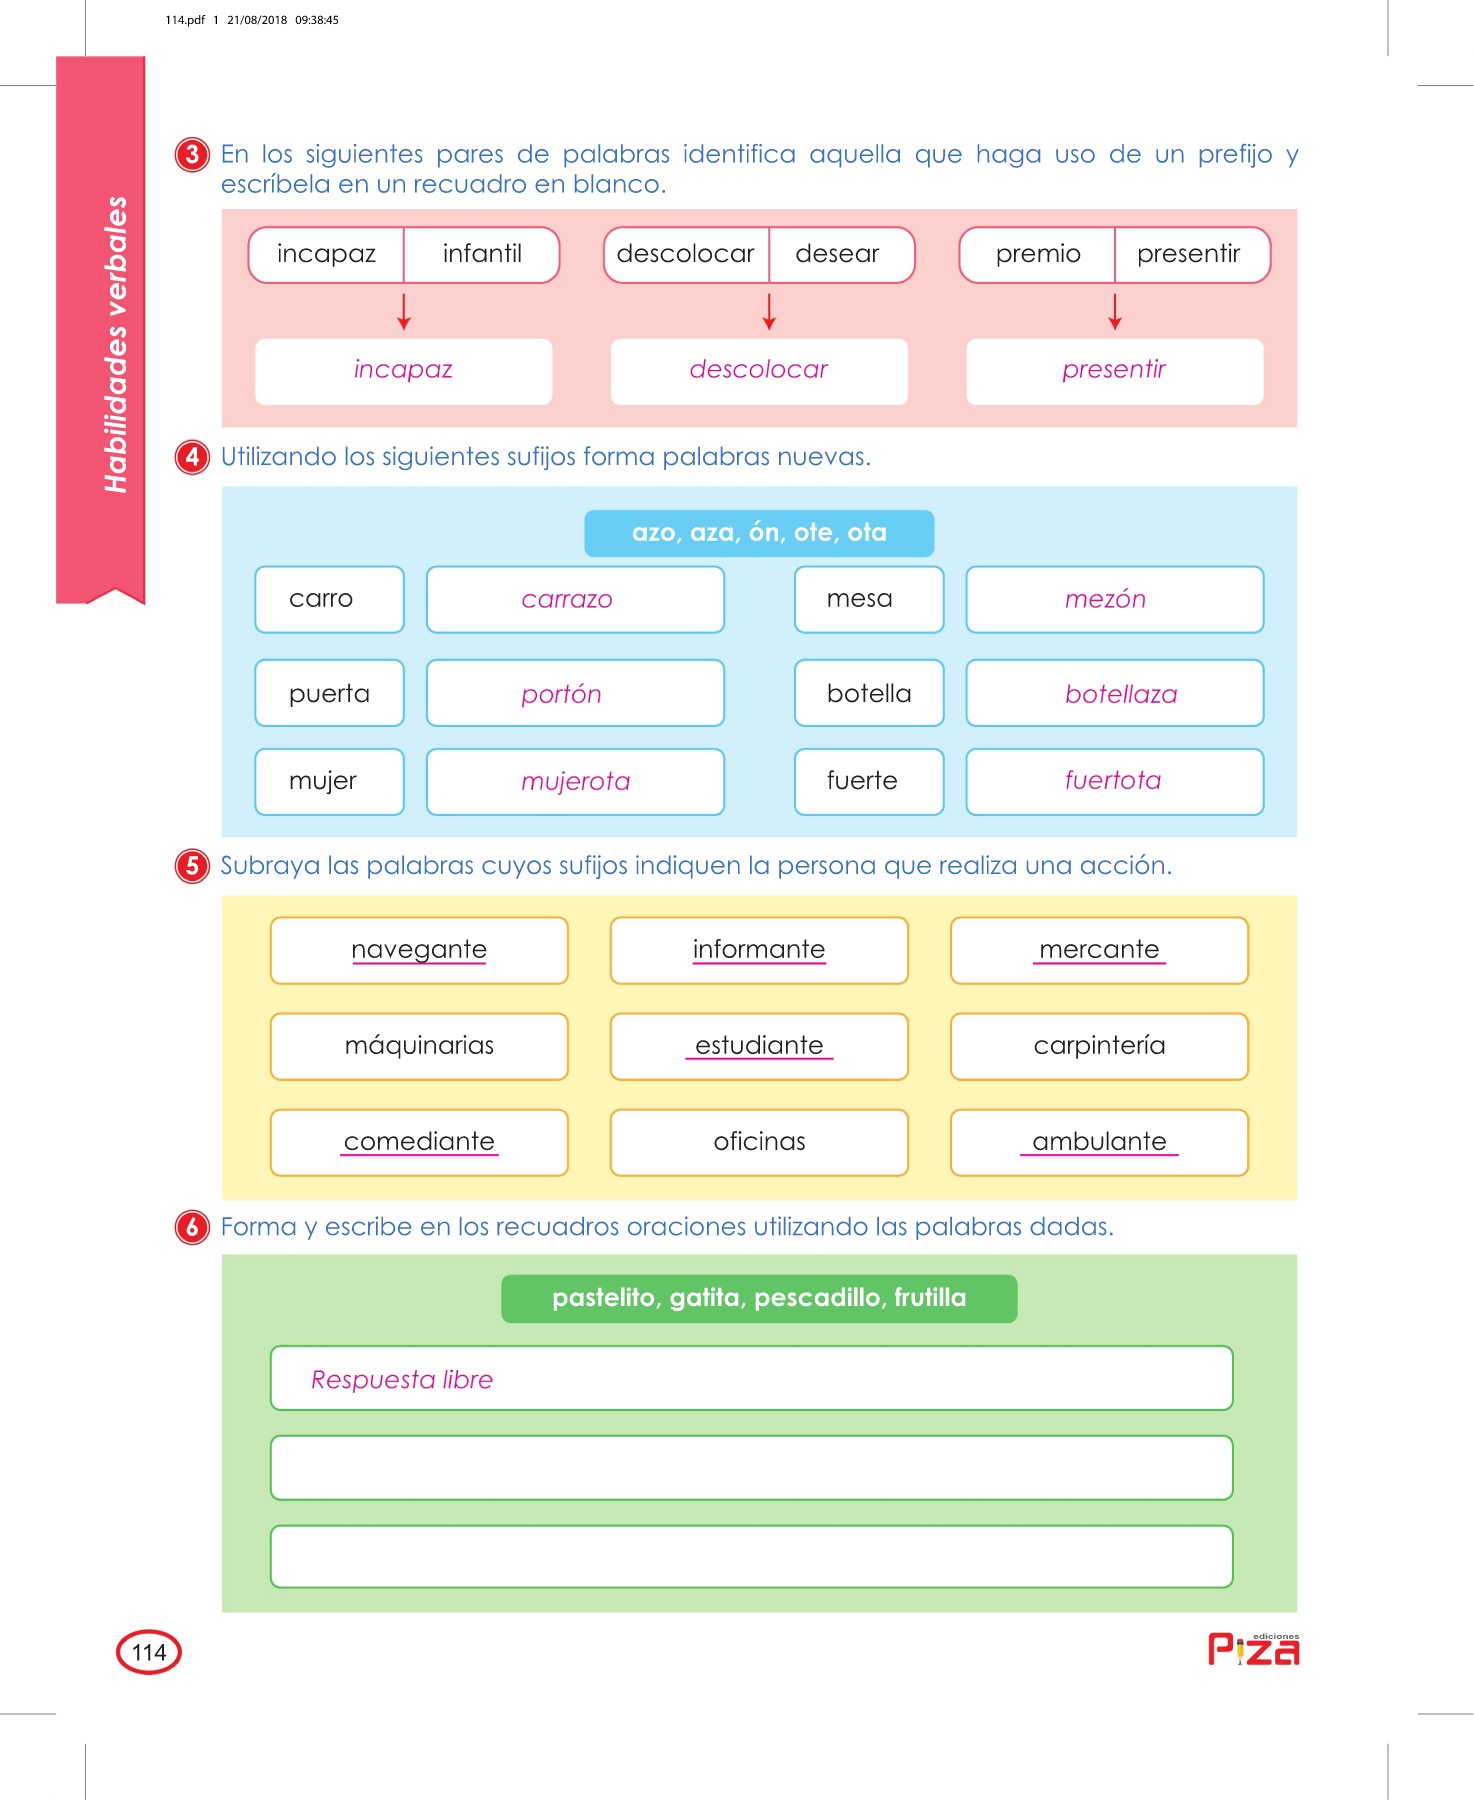 114.pdf 1 21/08/2018 09:38:45
Habilidades verbales
3 En los siguientes pares de palabras identifica aquella que haga uso de un prefijo y
escríbela en un recuadro en blanco.
incapaz infantil descolocar desear premio presentir
incapaz descolocar presentir
4 Utilizando los siguientes sufijos forma palabras nuevas.
azo, aza, ón, ote, ota
carro carrazo mesa mezón
puerta portón botella botellaza
mujer mujerota fuerte fuertota
5 Subraya las palabras cuyos sufijos indiquen la persona que realiza una acción.
navegante informante mercante
máquinarias estudiante carpintería
comediante oficinas ambulante
6 Forma y escribe en los recuadros oraciones utilizando las palabras dadas.
pastelito, gatita, pescadillo, frutilla
Respuesta libre
114
ediciones
Piza